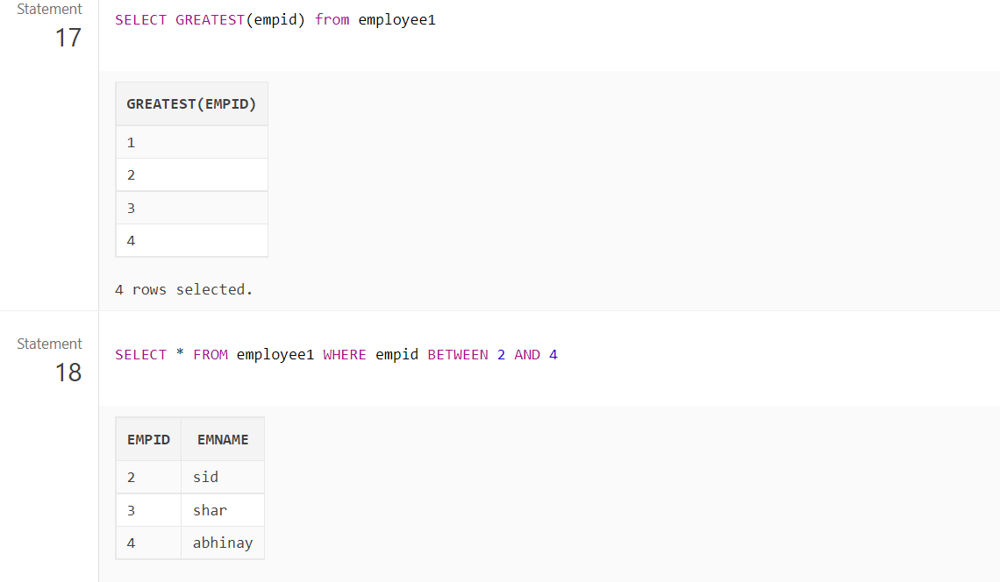 Statement
17
SELECT GREATEST(empid) from employee1
GREATEST(EMPID)
1
2
3
4
4 rows selected.
Statement
18
SELECT * FROM employee1 WHERE empid BETWEEN 2 AND 4
EMPID EMNAME
2 sid
3 shar
4 abhinay